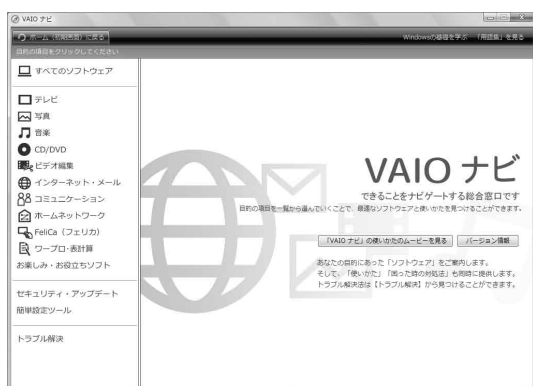 VAIO ナビ
ホーム（初期画面）に戻る
Windowsの基礎を学ぶ 「用語集」を見る
目的の項目をクリックしてください
すべてのソフトウェア
テレビ
写真
音楽
CD/DVD
ビデオ編集
インターネット・メール
コミュニケーション
ホームネットワーク
FeliCa（フェリカ）
ワープロ・表計算
お楽しみ・お役立ちソフト
セキュリティ・アップデート
簡単設定ツール
トラブル解決
VAIO ナビ
できることをナビゲートする総合窓口です
目的の項目を一覧から選んでいくことで、最適なソフトウェアと使いかたを見つけることができます。
「VAIO ナビ」の使いかたのムービーを見る バージョン情報
あなたの目的にあった「ソフトウェア」をご案内します。
そして、「使いかた」「困った時の対処法」も同時に提供します。
トラブル解決法は【トラブル解決】から見つけることができます。